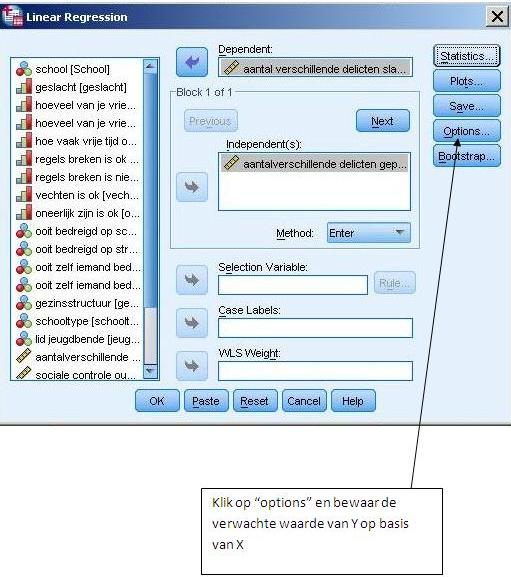 Linear Regression
school [School]
geslacht [geslacht]
hoeveel van je vrie...
hoeveel van je vrie...
hoe vaak vrije tijd o...
regels breken is ok ...
regels breken is nie...
vechten is ok [vech...
oneerlijk zijn is ok [o...
ooit bedreigd op sc...
ooit bedreigd op str...
ooit zelf iemand bed...
ooit zelf iemand bed...
gezinsstructuur [ge...
schooltype [schoolt...
lid jeugdbende [jeug...
aantalverschillende ...
sociale controle ou...
Dependent:
aantal verschillende delicten sla...
Block 1 of 1
Previous
Next
Independent(s):
aantalverschillende delicten gep...
Method:
Enter
Selection Variable:
Rule...
Case Labels:
WLS Weight:
Statistics...
Plots...
Save...
Options...
Bootstrap...
OK
Paste
Reset
Cancel
Help
Klik op “options” en bewaar de
verwachte waarde van Y op basis
van X